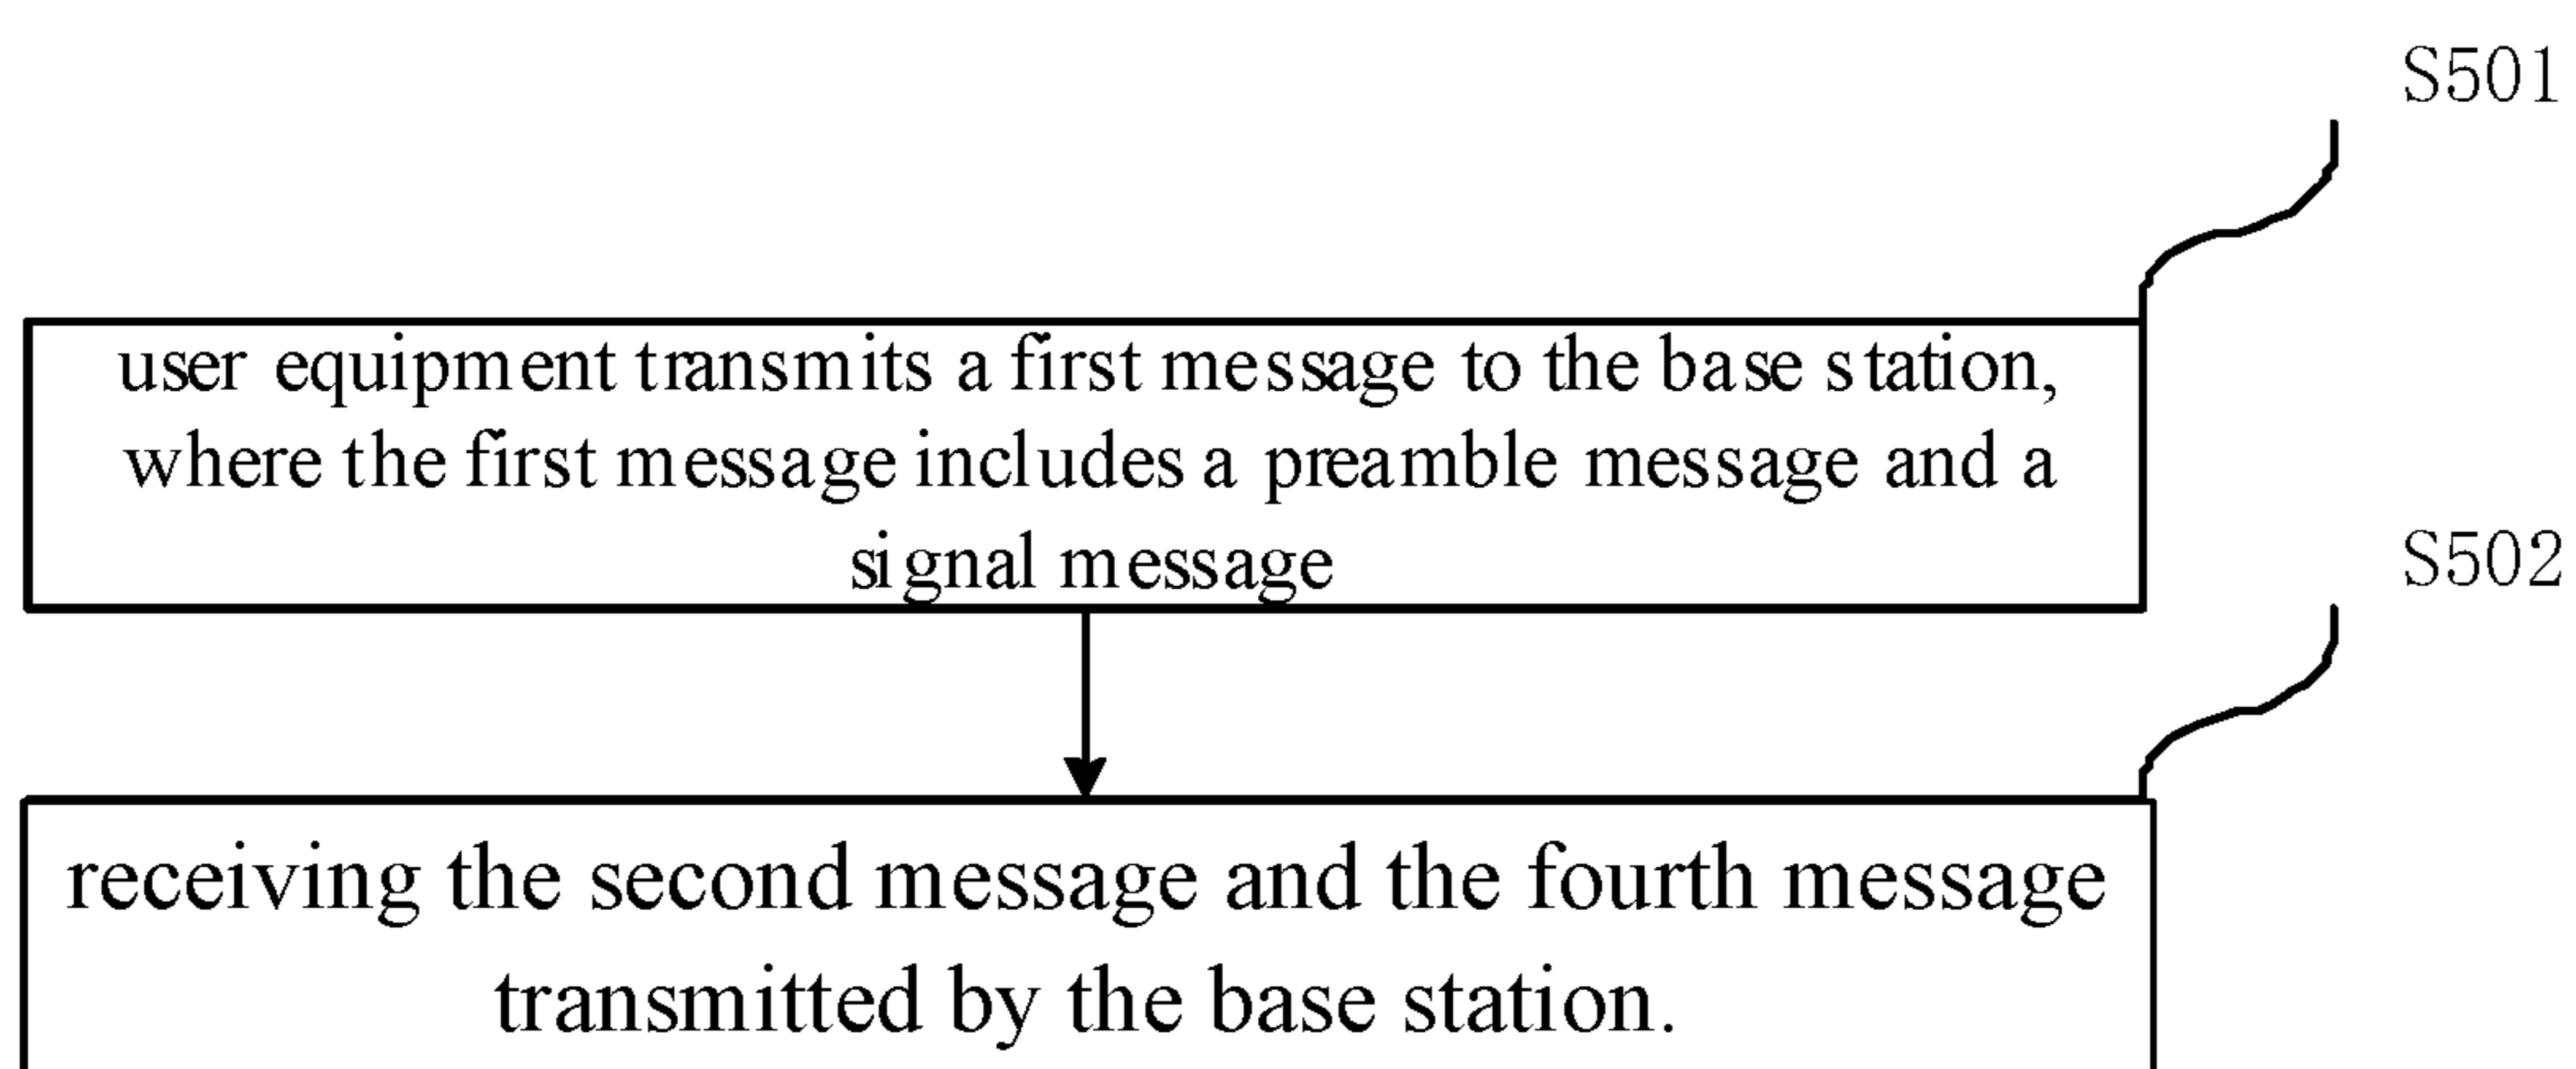 S501
user equipment transmits a first message to the base station,
where the first message includes a preamble message and a
signal message
S502
receiving the second message and the fourth message
transmitted by the base station.